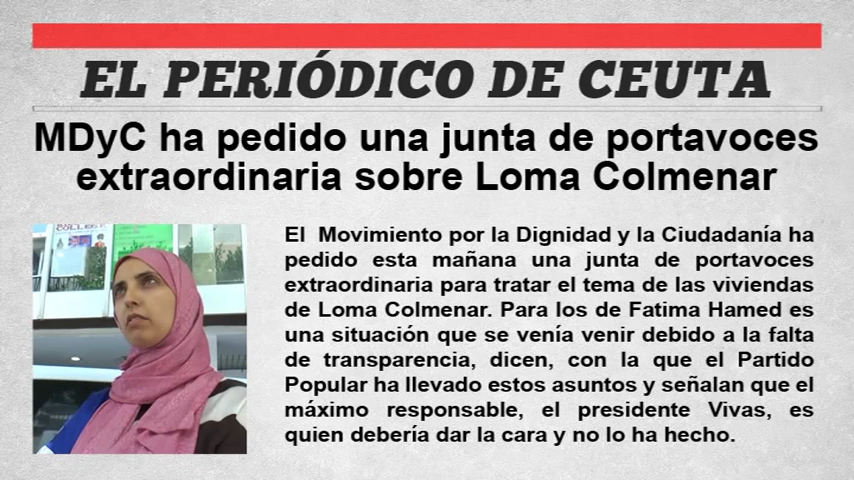 EL PERIÓDICO DE CEUTA
MDyC ha pedido una junta de portavoces
extraordinaria sobre Loma Colmenar
COLLEGE
El Movimiento por la Dignidad y la Ciudadanía ha
pedido esta mañana una junta de portavoces
extraordinaria para tratar el tema de las viviendas
de Loma Colmenar. Para los de Fatima Hamed es
una situación que se venía venir debido a la falta
de transparencia, dicen, con la que el Partido
Popular ha llevado estos asuntos y señalan que el
máximo responsable, el presidente Vivas, es
quien debería dar la cara y no lo ha hecho.